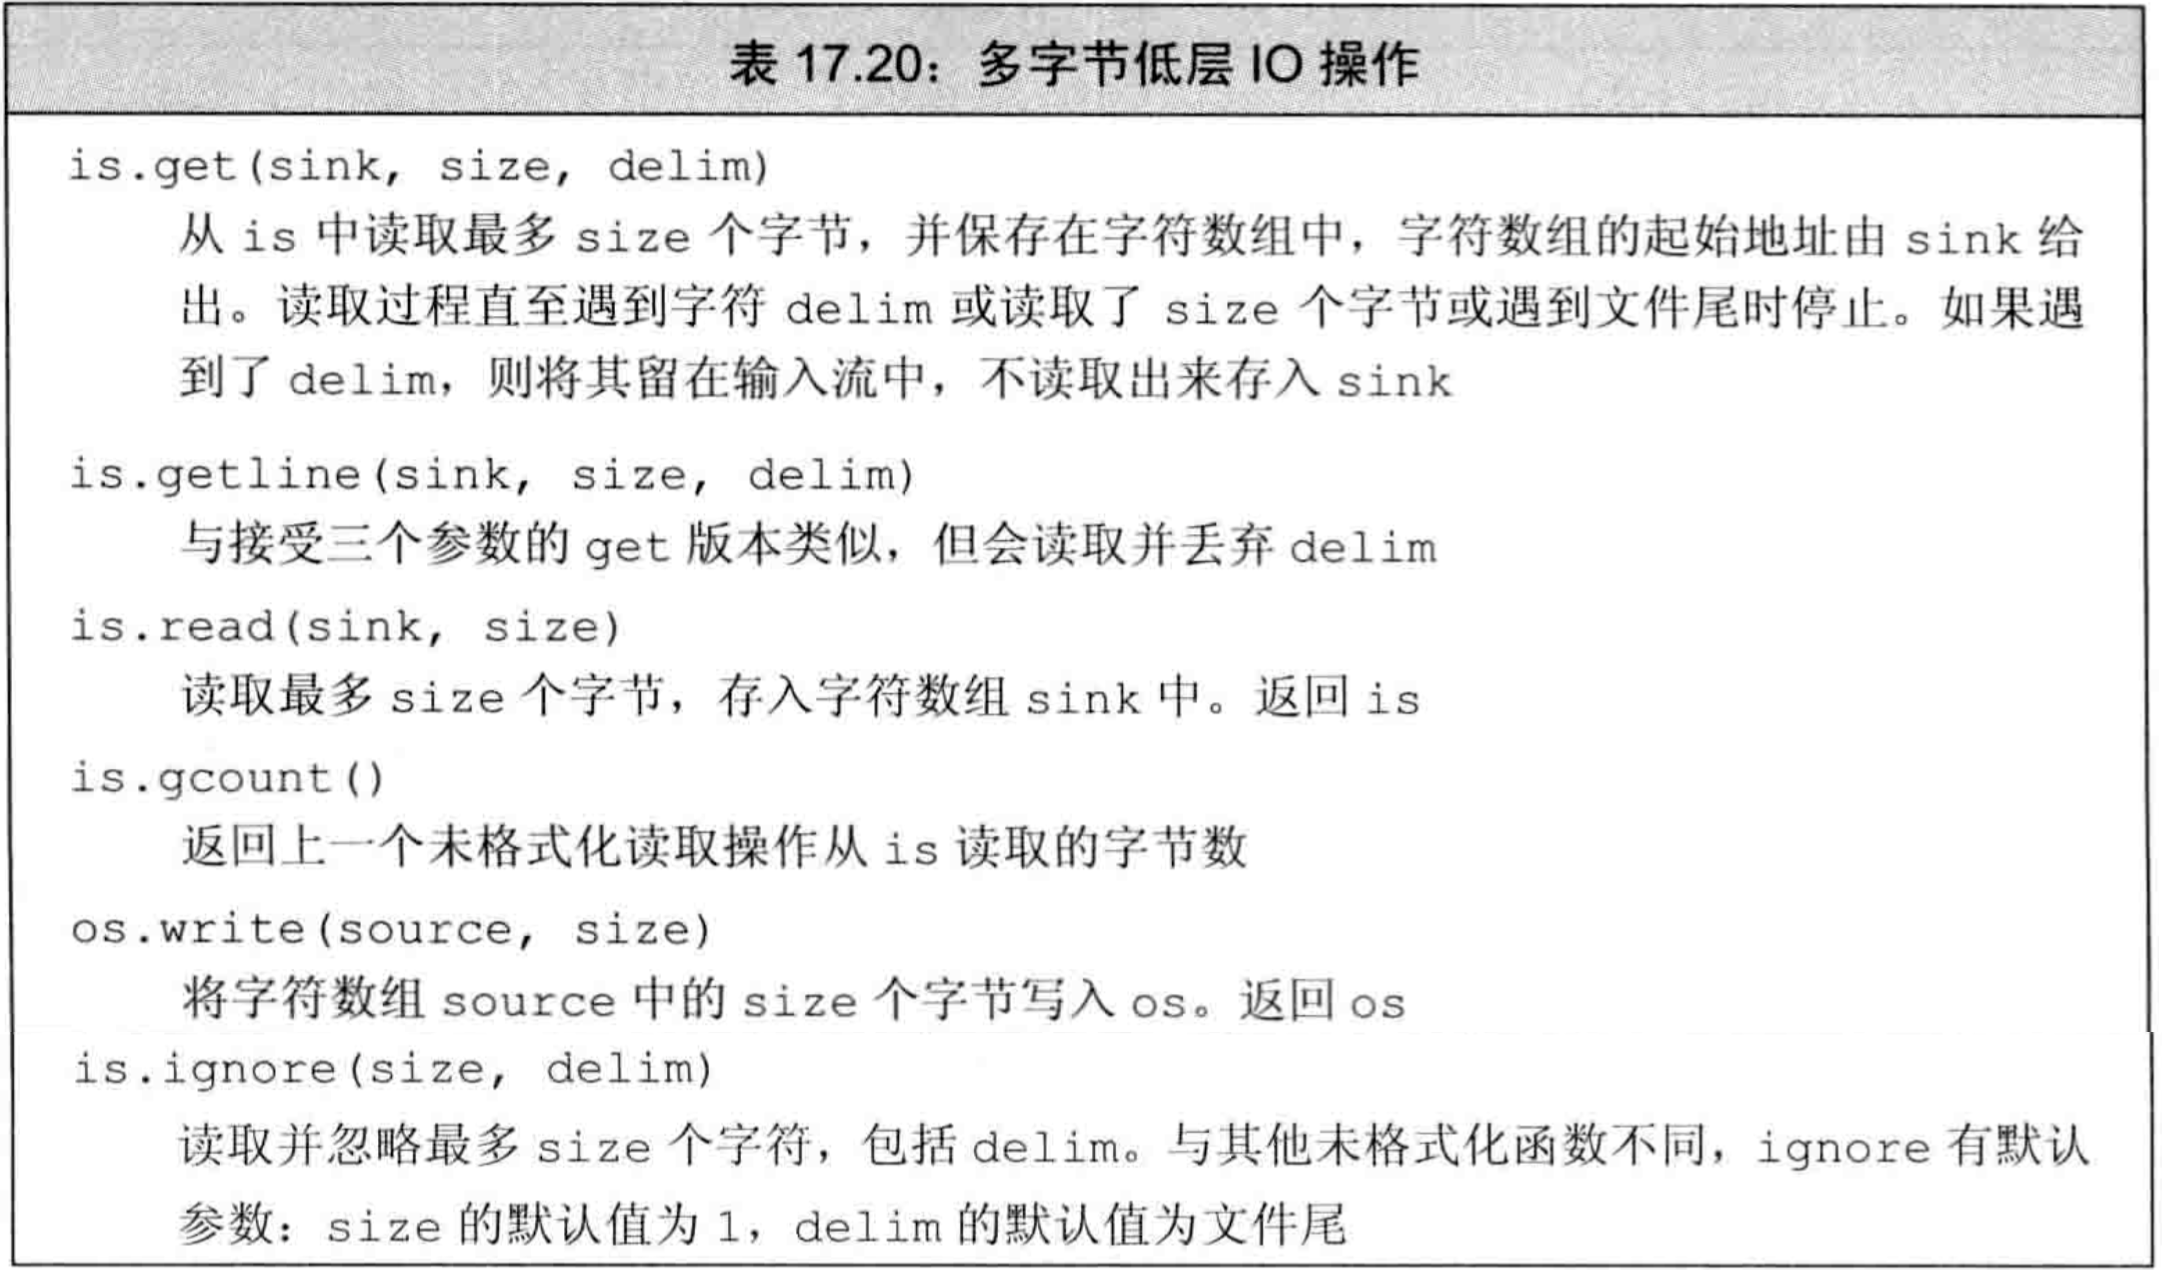 表 17.20：多字节低层 IO 操作
is.get(sink, size, delim)
从 is 中读取最多 size 个字节，并保存在字符数组中，字符数组的起始地址由 sink 给
出。读取过程直至遇到字符 delim 或读取了 size 个字节或遇到文件尾时停止。如果遇
到了 delim，则将其留在输入流中，不读取出来存入 sink
is.getline(sink, size, delim)
与接受三个参数的 get 版本类似，但会读取并丢弃 delim
is.read(sink, size)
读取最多 size 个字节，存入字符数组 sink 中。返回 is
is.gcount()
返回上一个未格式化读取操作从 is 读取的字节数
os.write(source, size)
将字符数组 source 中的 size 个字节写入 os。返回 os
is.ignore(size, delim)
读取并忽略最多 size 个字符，包括 delim。与其他未格式化函数不同，ignore 有默认
参数：size 的默认值为 1，delim 的默认值为文件尾